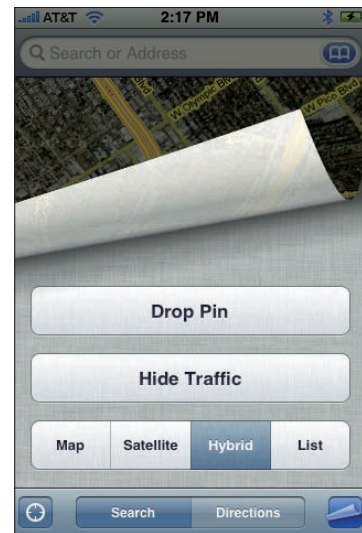 AT&T 2:17 PM
Search or Address
W Olympic Blvd
W Pico Blvd
Drop Pin
Hide Traffic
Map Satellite Hybrid List
Search Directions